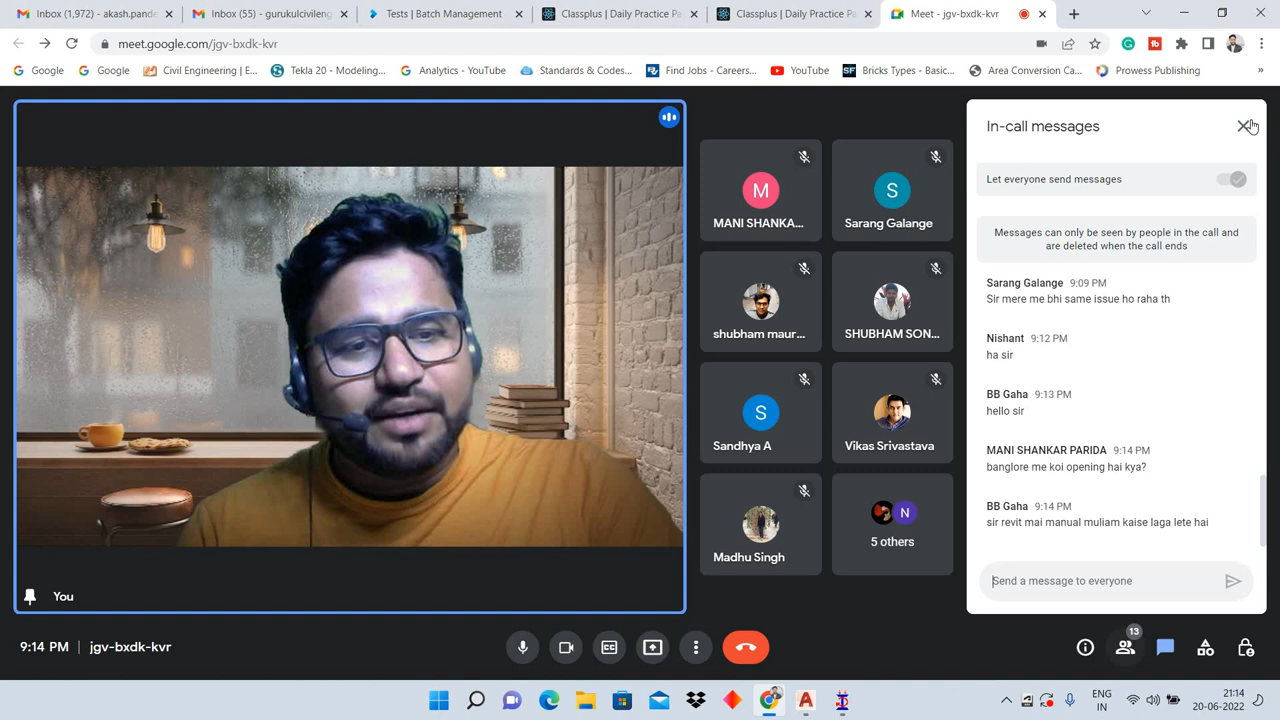 Inbox (1,972) - akash.pand
Inbox (55) - gurukulcivileng
Tests | Batch Management
Classplus | Daily Practice Pa
Classplus | Daily Practice Pa
Meet - jgv-bxdk-kvr
meet.google.com/jgv-bxdk-kvr
Google
Google
Civil Engineering | E...
Tekla 20 - Modeling...
Analytics - YouTube
Standards & Codes...
Find Jobs - Careers...
YouTube
SF
Bricks Types - Basic...
Area Conversion Ca...
Prowess Publishing
»
You
M
MANI SHANKA...
S
Sarang Galange
shubham maur...
SHUBHAM SON...
S
Sandhya A
Vikas Srivastava
Madhu Singh
N
5 others
In-call messages
Let everyone send messages
Messages can only be seen by people in the call and
are deleted when the call ends
Sarang Galange 9:09 PM
Sir mere me bhi same issue ho raha th
Nishant 9:12 PM
ha sir
BB Gaha 9:13 PM
hello sir
MANI SHANKAR PARIDA 9:14 PM
banglore me koi opening hai kya?
BB Gaha 9:14 PM
sir revit mai manual muliam kaise laga lete hai
Send a message to everyone
9:14 PM | jgv-bxdk-kvr
CC
13
ENG
IN
21:14
20-06-2022